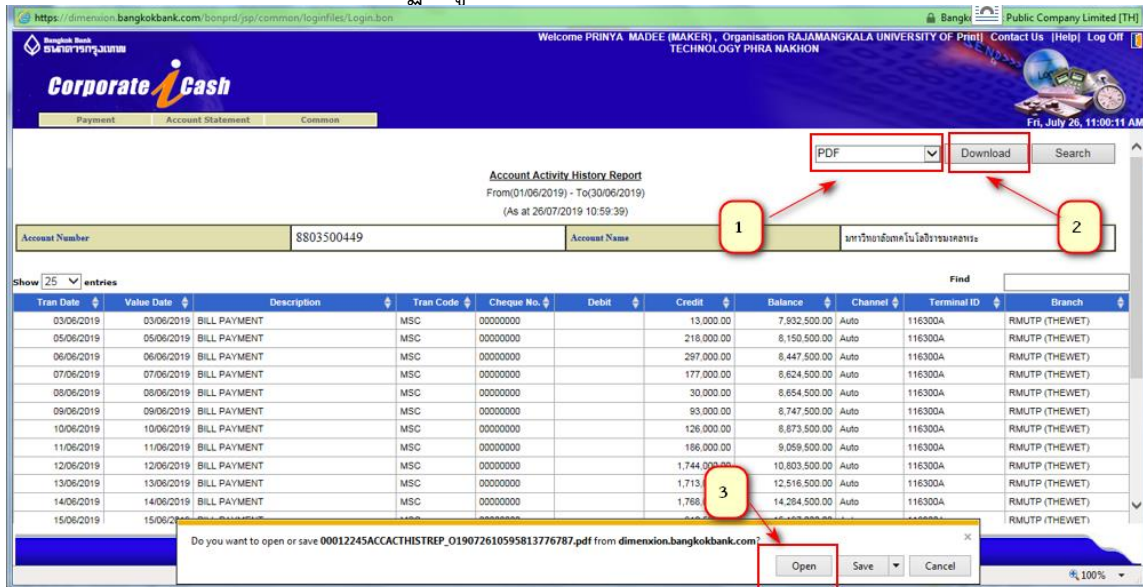 https://dimenxion.bangkokbank.com/bonprd/jsp/common/loginfiles/Login.bon
Public Company Limited [TH]
Bangkok Bank
ธนาคารกรุงเทพ
Welcome PRINYA MADEE (MAKER) , Organisation RAJAMANGKALA UNIVERSITY OF
TECHNOLOGY PHRA NAKHON
Print| Contact Us |Help| Log Off
Corporate iCash
Payment Account Statement Common
Fri, July 26, 11:00:11 AM
PDF Download Search
Account Activity History Report
From(01/06/2019) - To(30/06/2019)
(As at 26/07/2019 10:59:39)
1
2
Account Number 8803500449 Account Name มหาวิทยาลัยเทคโนโลยีราชมงคลพระ
Show 25 entries Find
Tran Date Value Date Description Tran Code Cheque No. Debit Credit Balance Channel Terminal ID Branch
03/06/2019 03/06/2019 BILL PAYMENT MSC 00000000 13,000.00 7,932,500.00 Auto 116300A RMUTP (THEWET)
05/06/2019 05/06/2019 BILL PAYMENT MSC 00000000 218,000.00 8,150,500.00 Auto 116300A RMUTP (THEWET)
06/06/2019 06/06/2019 BILL PAYMENT MSC 00000000 297,000.00 8,447,500.00 Auto 116300A RMUTP (THEWET)
07/06/2019 07/06/2019 BILL PAYMENT MSC 00000000 177,000.00 8,624,500.00 Auto 116300A RMUTP (THEWET)
08/06/2019 08/06/2019 BILL PAYMENT MSC 00000000 30,000.00 8,654,500.00 Auto 116300A RMUTP (THEWET)
09/06/2019 09/06/2019 BILL PAYMENT MSC 00000000 93,000.00 8,747,500.00 Auto 116300A RMUTP (THEWET)
10/06/2019 10/06/2019 BILL PAYMENT MSC 00000000 126,000.00 8,873,500.00 Auto 116300A RMUTP (THEWET)
11/06/2019 11/06/2019 BILL PAYMENT MSC 00000000 186,000.00 9,059,500.00 Auto 116300A RMUTP (THEWET)
12/06/2019 12/06/2019 BILL PAYMENT MSC 00000000 1,744,000.00 10,803,500.00 Auto 116300A RMUTP (THEWET)
13/06/2019 13/06/2019 BILL PAYMENT MSC 00000000 1,713, 12,516,500.00 Auto 116300A RMUTP (THEWET)
14/06/2019 14/06/2019 BILL PAYMENT MSC 00000000 1,768, 14,284,500.00 Auto 116300A RMUTP (THEWET)
15/06/2019 RMUTP (THEWET)
3
Do you want to open or save 00012245ACCACTHISTREP_O19072610595813776787.pdf from dimenxion.bangkokbank.com?
Open Save Cancel
100%